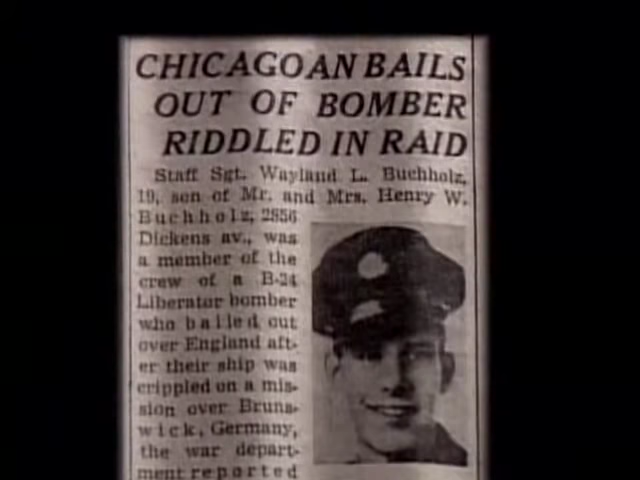 CHICAGOAN BAILS
OUT OF BOMBER
RIDDLED IN RAID
Staff Sgt. Wayland L. Buchholz,
19, son of Mr. and Mrs. Henry W.
Buchholz, 2856
Dickens av., was
a member of the
crew of a B-24
Liberator bomber
who bailed out
over England aft-
er their ship was
crippled on a mis-
sion over Bruns-
wick, Germany,
the war depart-
ment reported